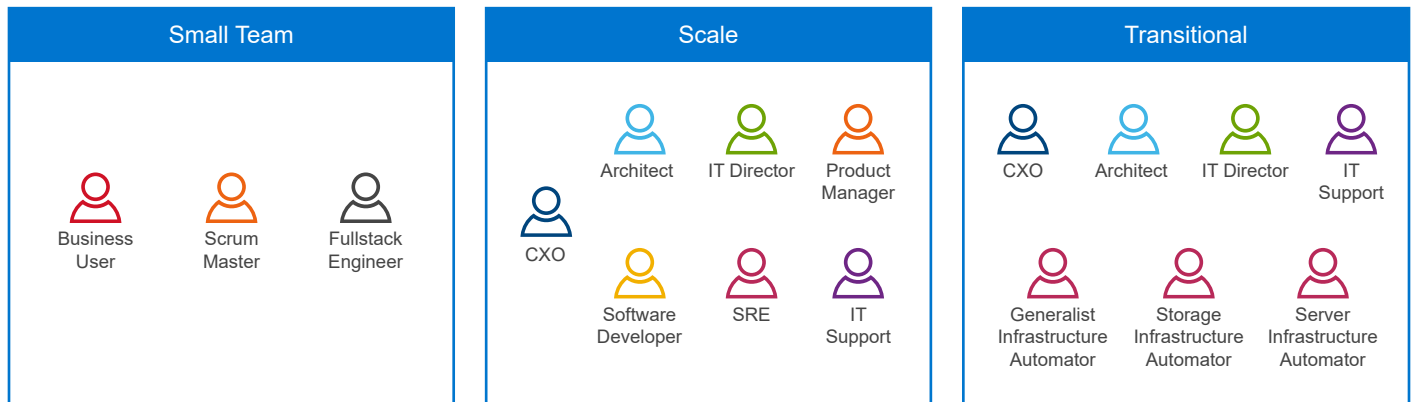 Small Team
Business
User
Scrum
Master
Fullstack
Engineer
Scale
CXO
Architect
IT Director
Product
Manager
Software
Developer
SRE
IT
Support
Transitional
CXO
Architect
IT Director
IT
Support
Generalist
Infrastructure
Automator
Storage
Infrastructure
Automator
Server
Infrastructure
Automator